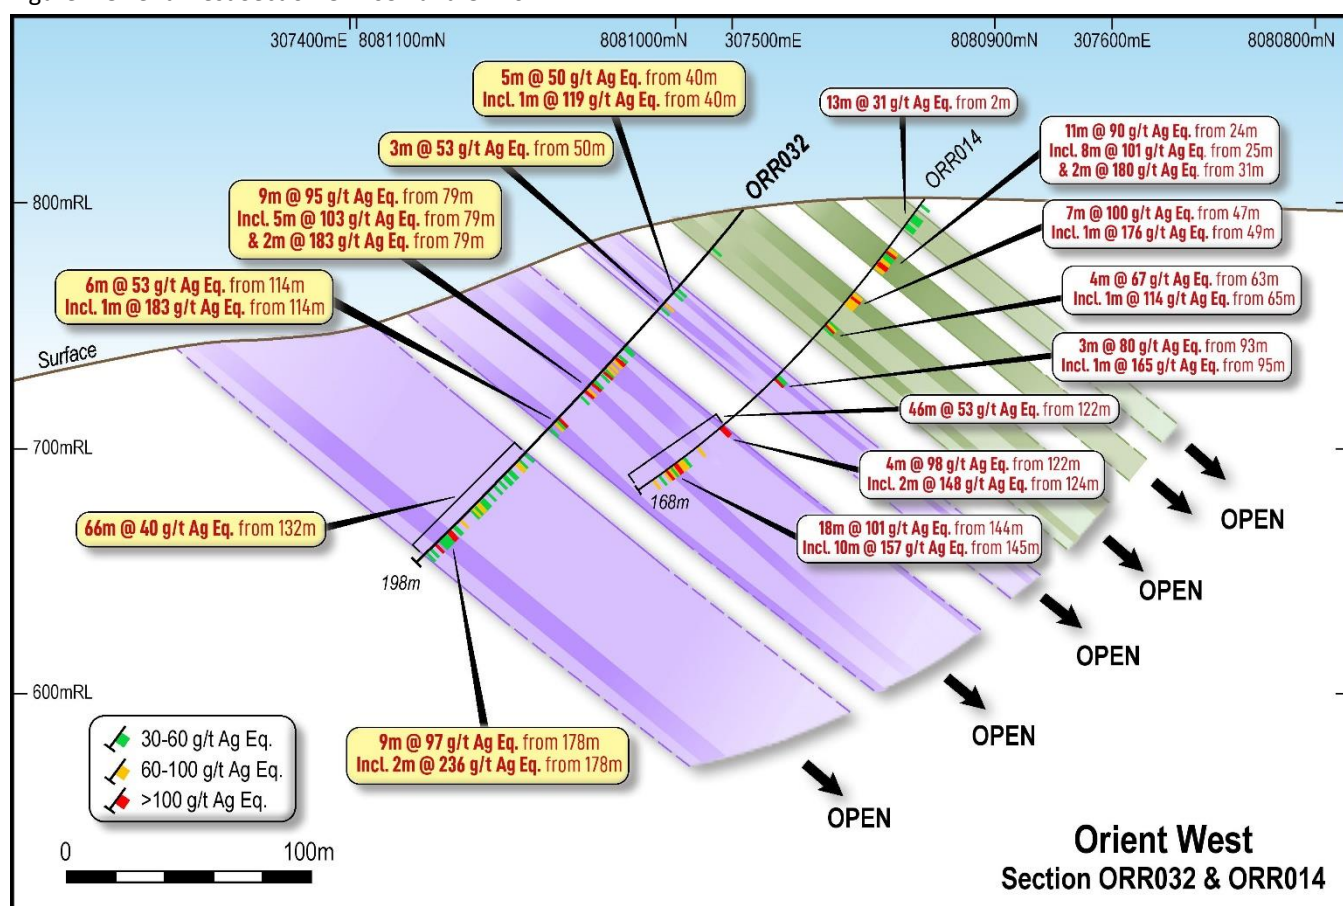 307400mE
8081100mN
8081000mN
307500mE
8080900mN
307600mE
8080800mN
5m @ 50 g/t Ag Eq. from 40m
Incl. 1m @ 119 g/t Ag Eq. from 40m
13m @ 31 g/t Ag Eq. from 2m
3m @ 53 g/t Ag Eq. from 50m
ORR032
ORR014
11m @ 90 g/t Ag Eq. from 24m
Incl. 8m @ 101 g/t Ag Eq. from 25m
& 2m @ 180 g/t Ag Eq. from 31m
9m @ 95 g/t Ag Eq. from 79m
Incl. 5m @ 103 g/t Ag Eq. from 79m
& 2m @ 183 g/t Ag Eq. from 79m
800mRL
7m @ 100 g/t Ag Eq. from 47m
Incl. 1m @ 176 g/t Ag Eq. from 49m
6m @ 53 g/t Ag Eq. from 114m
Incl. 1m @ 183 g/t Ag Eq. from 114m
4m @ 67 g/t Ag Eq. from 63m
Incl. 1m @ 114 g/t Ag Eq. from 65m
Surface
3m @ 80 g/t Ag Eq. from 93m
Incl. 1m @ 165 g/t Ag Eq. from 95m
46m @ 53 g/t Ag Eq. from 122m
700mRL
4m @ 98 g/t Ag Eq. from 122m
Incl. 2m @ 148 g/t Ag Eq. from 124m
168m
66m @ 40 g/t Ag Eq. from 132m
18m @ 101 g/t Ag Eq. from 144m
Incl. 10m @ 157 g/t Ag Eq. from 145m
198m
OPEN
OPEN
OPEN
600mRL
OPEN
OPEN
9m @ 97 g/t Ag Eq. from 178m
Incl. 2m @ 236 g/t Ag Eq. from 178m
30-60 g/t Ag Eq.
60-100 g/t Ag Eq.
>100 g/t Ag Eq.
0
100m
Orient West
Section ORR032 & ORR014